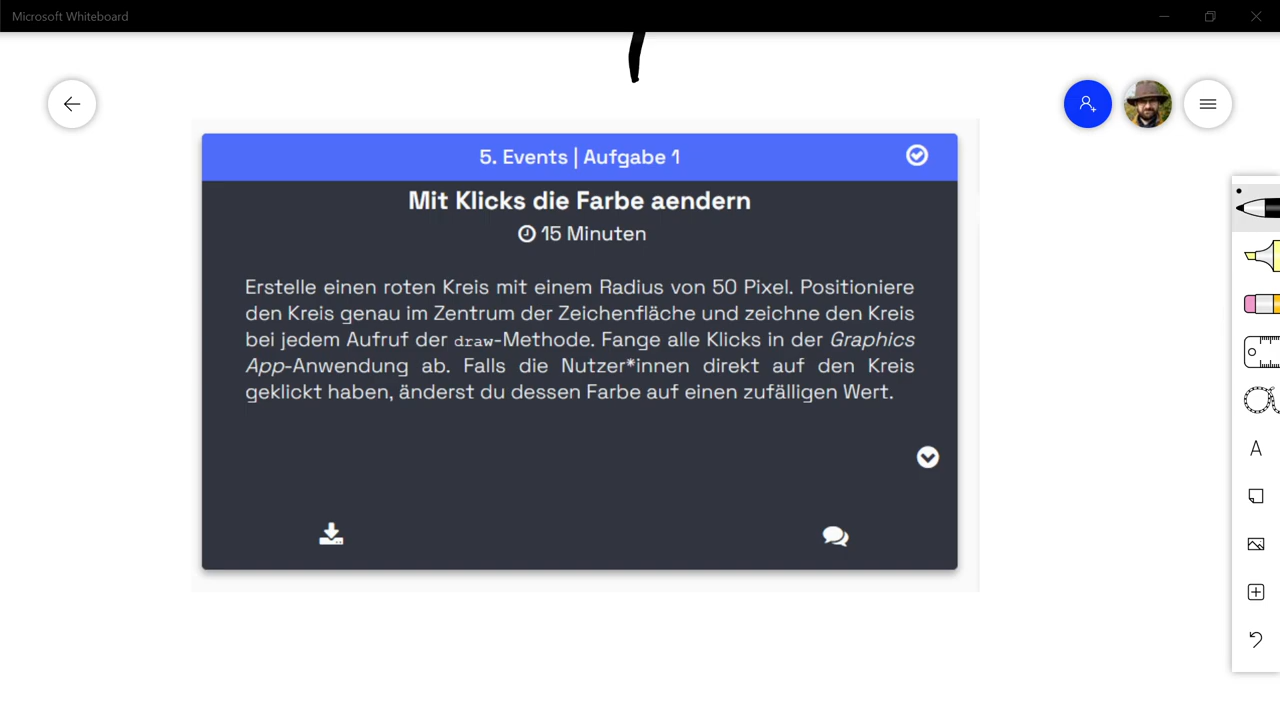 Microsoft Whiteboard
5. Events | Aufgabe 1
Mit Klicks die Farbe aendern
15 Minuten
Erstelle einen roten Kreis mit einem Radius von 50 Pixel. Positioniere
den Kreis genau im Zentrum der Zeichenfläche und zeichne den Kreis
bei jedem Aufruf der draw-Methode. Fange alle Klicks in der Graphics
App-Anwendung ab. Falls die Nutzer*innen direkt auf den Kreis
geklickt haben, änderst du dessen Farbe auf einen zufälligen Wert.